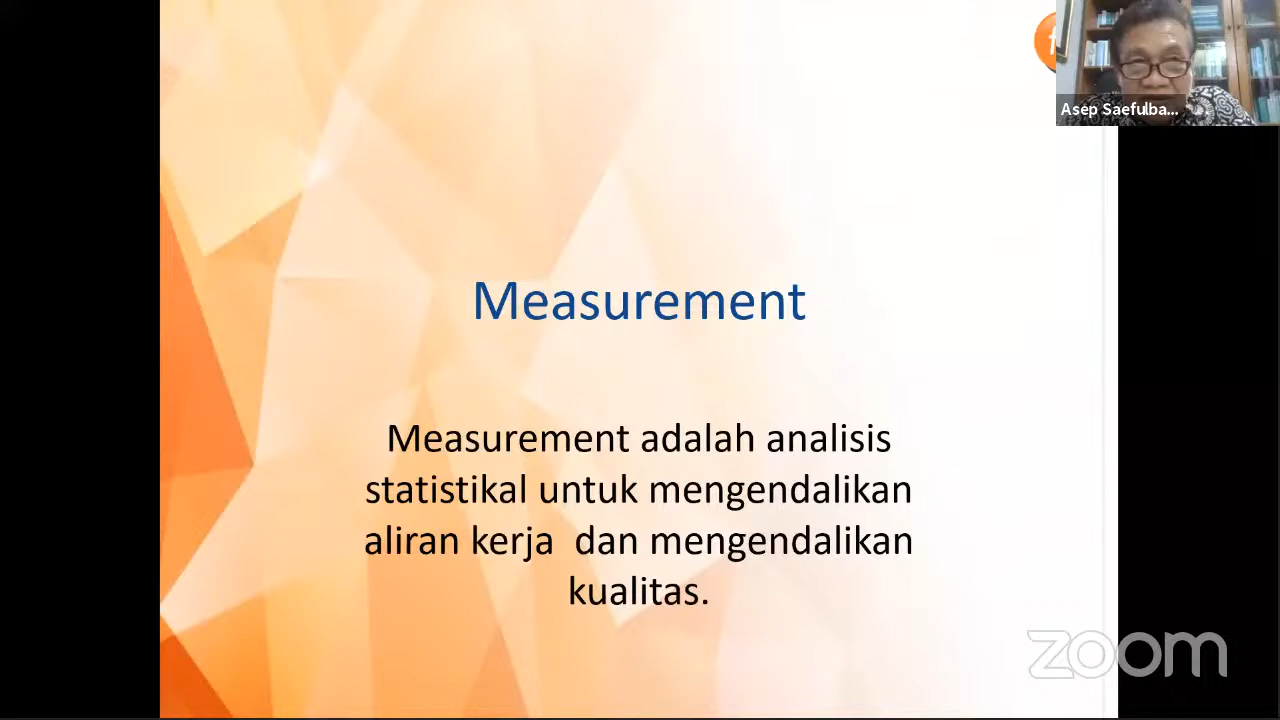 Asep Saefulba...
Measurement
Measurement adalah analisis
statistikal untuk mengendalikan
aliran kerja  dan mengendalikan
kualitas.
zoom